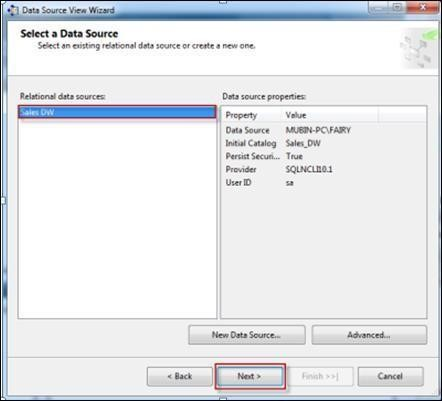 Data Source View Wizard
Select a Data Source
Select an existing relational data source or create a new one.
Relational data sources:
Sales DW
Data source properties:
Property Value
Data Source MUBIN-PC\FAIRY
Initial Catalog Sales_DW
Persist Securi... True
Provider SQLNCLI10.1
User ID sa
New Data Source...
Advanced...
< Back
Next >
Finish >>|
Cancel